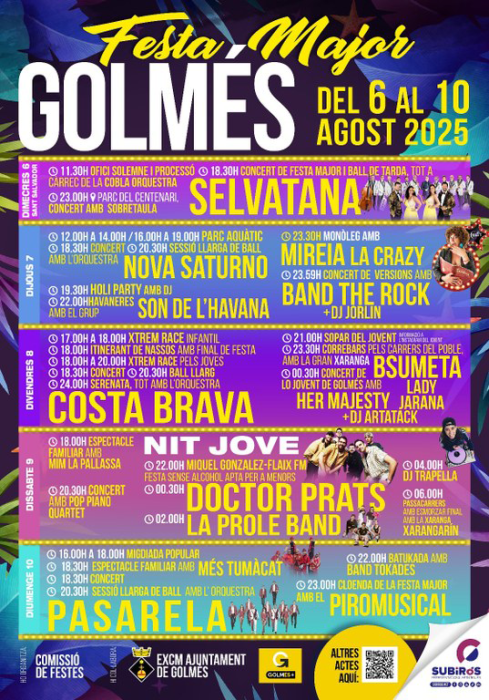 Festa Major
GOLMÉS
DEL 6 AL 10
AGOST 2025
DIMECRES 6
SANT SALVADOR
11.30H OFICI SOLEMNE I PROCESSÓ
18.30H CONCERT DE FESTA MAJOR I BALL DE TARDA, TOT A
CÀRREC DE LA COBLA ORQUESTRA
SELVATANA
23.00H PARC DEL CENTENARI,
CONCERT AMB SOBRETAULA
DIJOUS 7
12.00H A 14.00H / 16.00H A 19.00H PARC AQUÀTIC
18.30H CONCERT 20.30H SESSIÓ LLARGA DE BALL
AMB L'ORQUESTRA NOVA SATURNO
19.30H HOLI PARTY AMB DJ
22.00H HAVANERES
AMB EL GRUP SON DE L'HAVANA
23.30H MONÒLEG AMB
MIREIA LA CRAZY
23.59H CONCERT DE VERSIONS AMB
BAND THE ROCK
+DJ JORLIN
DIVENDRES 8
17.00H A 18.00H XTREM RACE INFANTIL
18.00H ITINERANT DE NASSOS AMB FINAL DE FESTA
18.00H A 20.00H XTREM RACE PELS JOVES
18.30H CONCERT 20.30H BALL LLARG
24.00H SERENATA, TOT AMB L'ORQUESTRA
COSTA BRAVA
21.00H SOPAR DEL JOVENT
23.30H CORREBARS PELS CARRERS DEL POBLE,
AMB LA GRAN XARANGA BSUMETA
00.30H CONCERT DE
LO JOVENT DE GOLMÉS AMB LADY
HER MAJESTY JARANA
+DJ ARTATACK
DISSABTE 9
18.00H ESPECTACLE
FAMILIAR AMB
MIM LA PALLASSA
20.30H CONCERT
AMB POP PIANO
QUARTET
NIT JOVE
22.00H MIQUEL GONZALEZ-FLAIX FM
FESTA SENSE ALCOHOL APTA PER A MENORS
00.30H DOCTOR PRATS
02.00H LA PROLE BAND
04.00H
DJ TRAPELLA
06.00H
PASSACARRERS
AMB ESMORZAR FINAL
AMB LA XARANGA
XARANGARIN
DIUMENGE 10
16.00H A 18.00H MIGDIADA POPULAR
18.30H ESPECTACLE FAMILIAR AMB MÉS TUMÀCAT
18.30H CONCERT
20.30H SESSIÓ LLARGA DE BALL AMB L'ORQUESTRA
PASARELA
22.00H BATUKADA AMB
BAND TOKADES
23.00H CLOENDA DE LA FESTA MAJOR
AMB EL PIROMUSICAL
HO ORGANITZA:
COMISSIÓ
DE FESTES
HI COL·LABORA:
EXCM AJUNTAMENT
DE GOLMÉS
G
GOLMÉS+
ALTRES
ACTES
AQUÍ:
SUBIRÓS